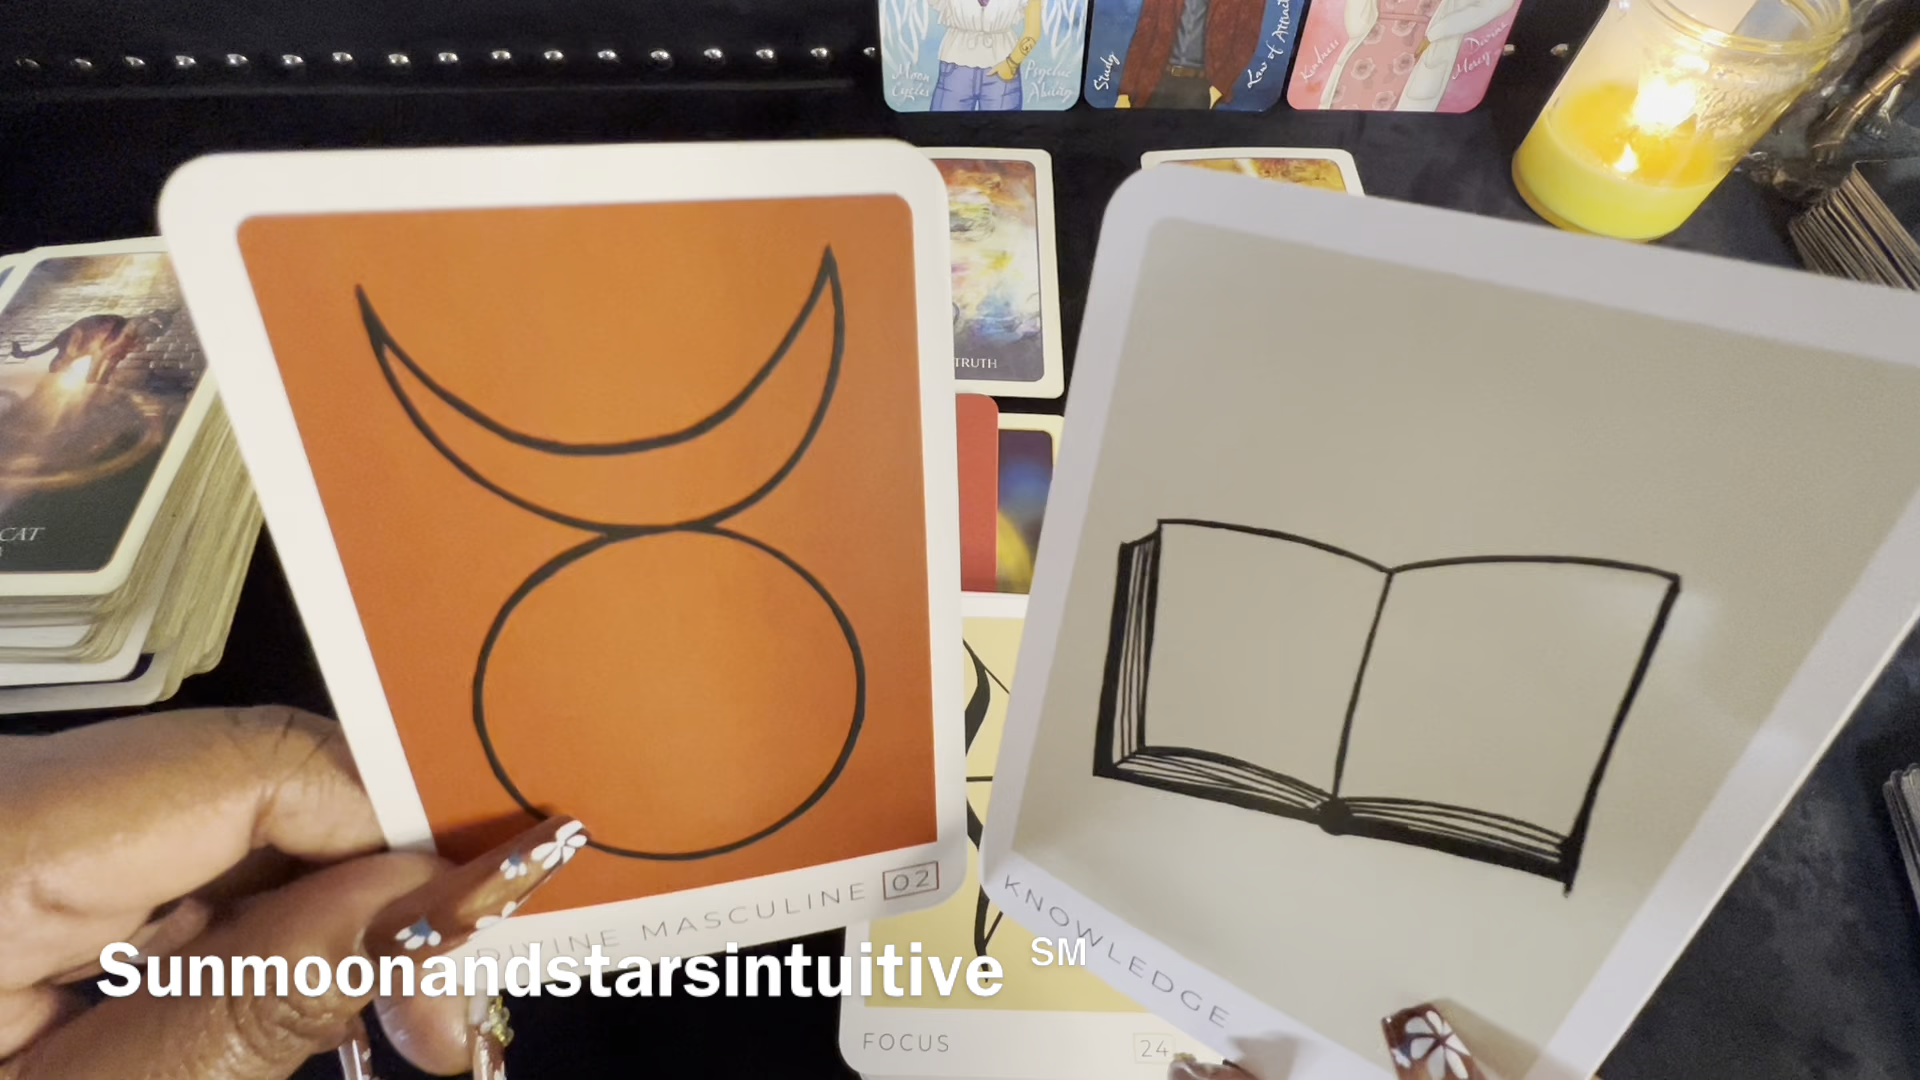 Moon
Cycles
Psychic
Ability
Study
Law of Attra
Kindness
Divine
Mercy
TRUTH
CAT
DIVINE MASCULINE 02
KNOWLEDGE
Sunmoonandstarsintuitive ℠
FOCUS 24